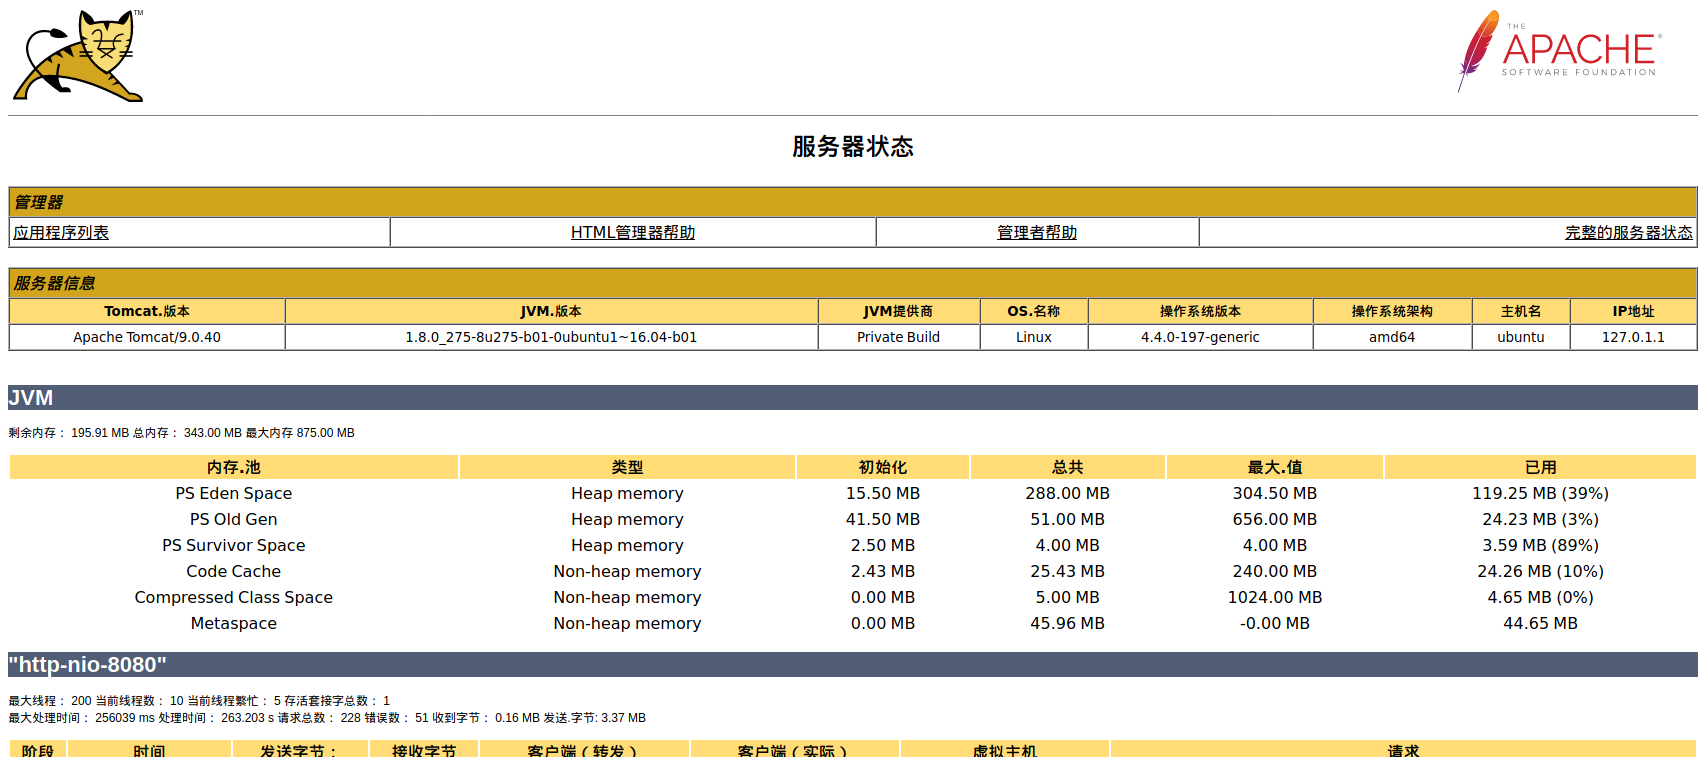 TM
THE
APACHE®
SOFTWARE FOUNDATION
服务器状态
管理器
应用程序列表 HTML管理器帮助 管理者帮助 完整的服务器状态
服务器信息
Tomcat.版本 JVM.版本 JVM提供商 OS.名称 操作系统版本 操作系统架构 主机名 IP地址
Apache Tomcat/9.0.40 1.8.0_275-8u275-b01-0ubuntu1~16.04-b01 Private Build Linux 4.4.0-197-generic amd64 ubuntu 127.0.1.1
JVM
剩余内存： 195.91 MB 总内存： 343.00 MB 最大内存 875.00 MB
内存.池 类型 初始化 总共 最大.值 已用
PS Eden Space Heap memory 15.50 MB 288.00 MB 304.50 MB 119.25 MB (39%)
PS Old Gen Heap memory 41.50 MB 51.00 MB 656.00 MB 24.23 MB (3%)
PS Survivor Space Heap memory 2.50 MB 4.00 MB 4.00 MB 3.59 MB (89%)
Code Cache Non-heap memory 2.43 MB 25.43 MB 240.00 MB 24.26 MB (10%)
Compressed Class Space Non-heap memory 0.00 MB 5.00 MB 1024.00 MB 4.65 MB (0%)
Metaspace Non-heap memory 0.00 MB 45.96 MB -0.00 MB 44.65 MB
"http-nio-8080"
最大线程： 200 当前线程数： 10 当前线程繁忙： 5 存活套接字总数： 1
最大处理时间： 256039 ms 处理时间： 263.203 s 请求总数： 228 错误数： 51 收到字节： 0.16 MB 发送.字节: 3.37 MB
阶段 时间 发送字节： 接收字节 客户端（转发） 客户端（实际） 虚拟主机 请求